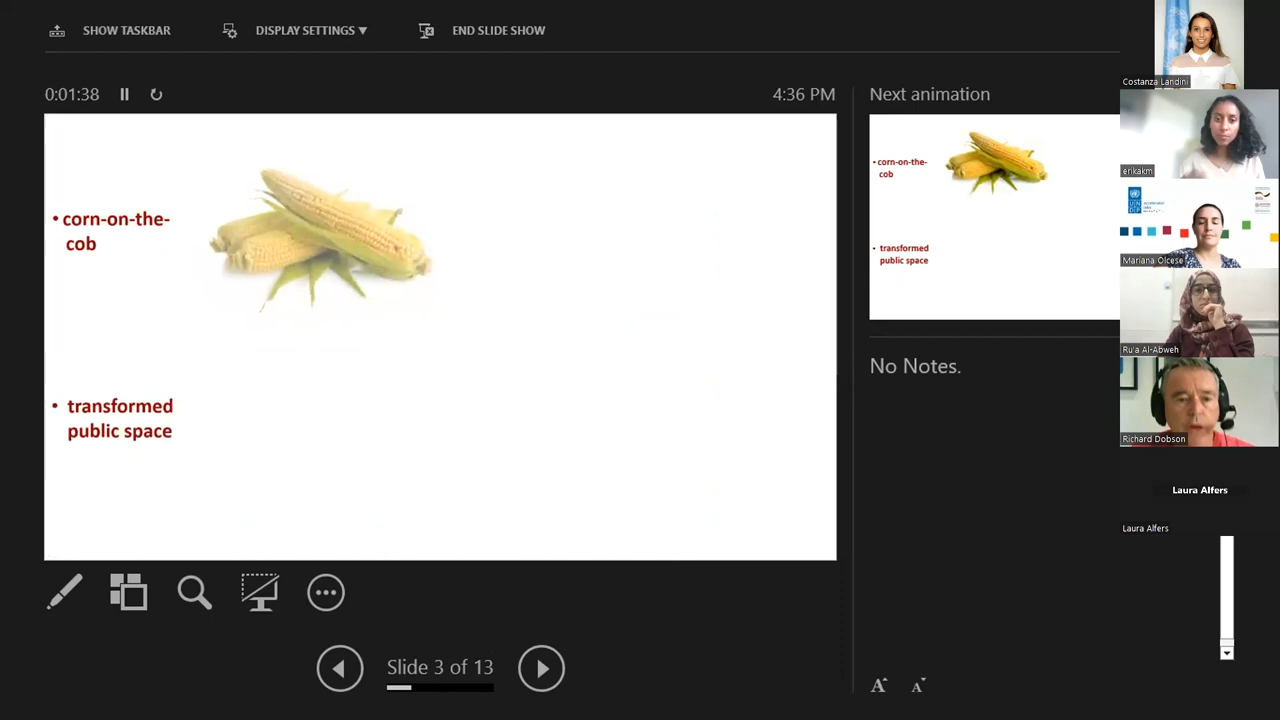 SHOW TASKBAR
DISPLAY SETTINGS ▼
END SLIDE SHOW
0:01:38
4:36 PM
Next animation
• corn-on-the-
cob
• transformed
public space
• corn-on-the-
cob
• transformed
public space
No Notes.
Slide 3 of 13
A A
Costanza Landini
erikakm
Mariana Olcese
Ru'a Al-Abweh
Richard Dobson
Laura Alfers
Laura Alfers